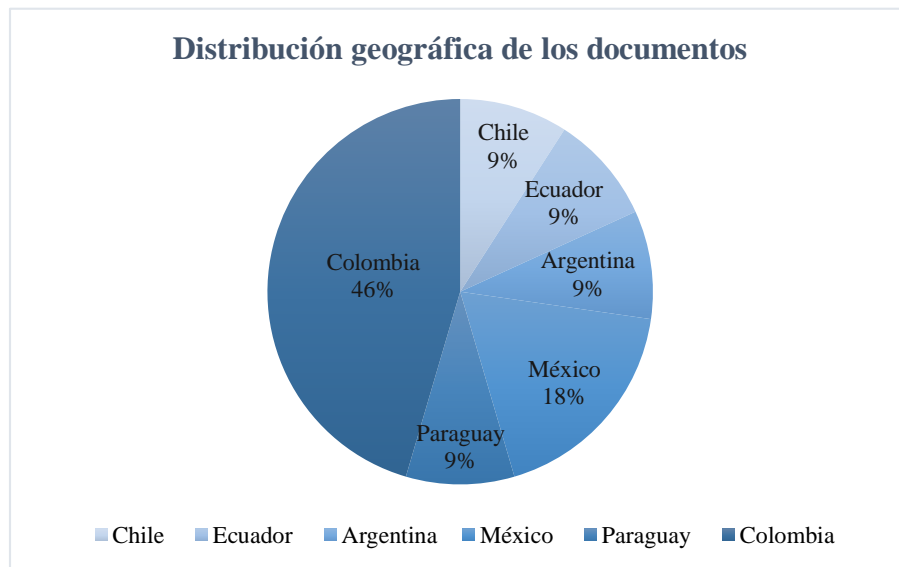 Distribución geográfica de los documentos
Chile
9%
Ecuador
9%
Argentina
9%
México
18%
Paraguay
9%
Colombia
46%
Chile Ecuador Argentina México Paraguay Colombia